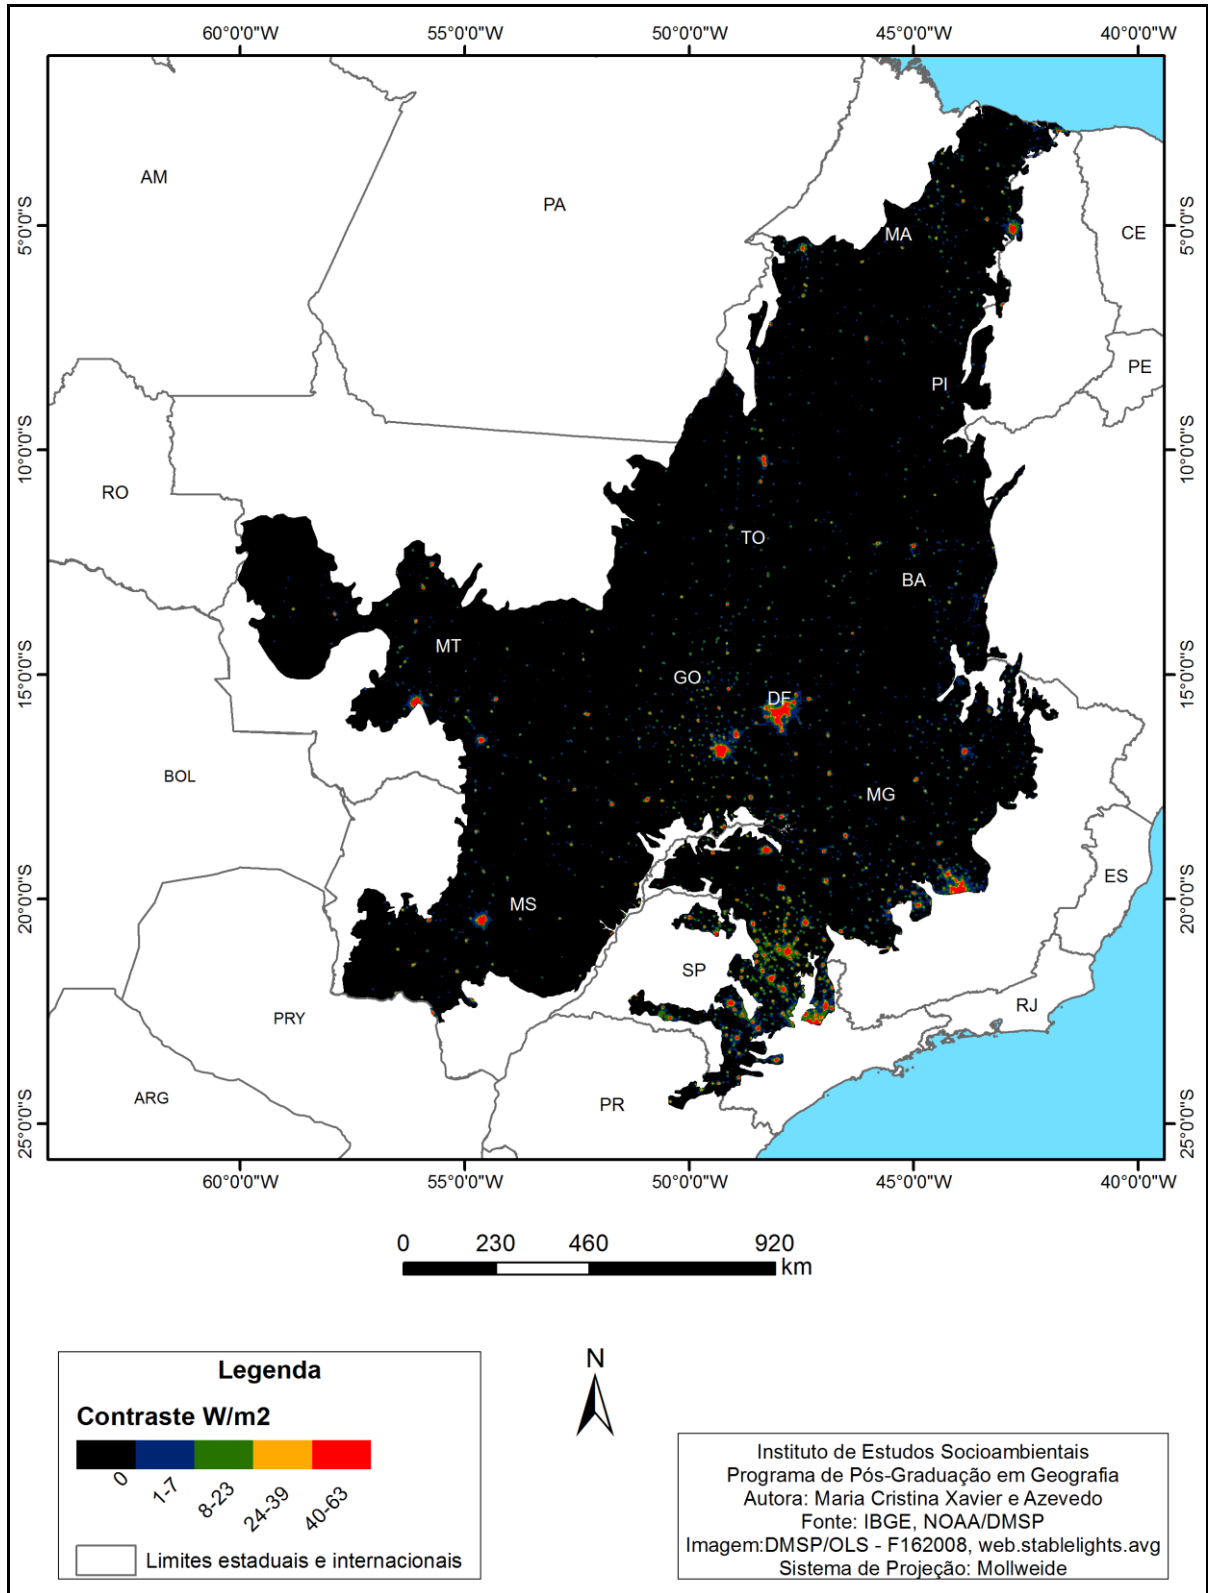 60°0'0"W
55°0'0"W
50°0'0"W
45°0'0"W
40°0'0"W
5°0'0"S
10°0'0"S
15°0'0"S
20°0'0"S
25°0'0"S
5°0'0"S
10°0'0"S
15°0'0"S
20°0'0"S
25°0'0"S
AM
PA
MA
CE
PI
PE
RO
TO
BA
MT
GO
DF
BOL
MG
ES
MS
SP
RJ
PRY
ARG
PR
60°0'0"W
55°0'0"W
50°0'0"W
45°0'0"W
40°0'0"W
0 230 460 920
km
N
Legenda
Contraste W/m2
0
1-7
8-23
24-39
40-63
Limites estaduais e internacionais
Instituto de Estudos Socioambientais
Programa de Pós-Graduação em Geografia
Autora: Maria Cristina Xavier e Azevedo
Fonte: IBGE, NOAA/DMSP
Imagem:DMSP/OLS - F162008, web.stablelights.avg
Sistema de Projeção: Mollweide